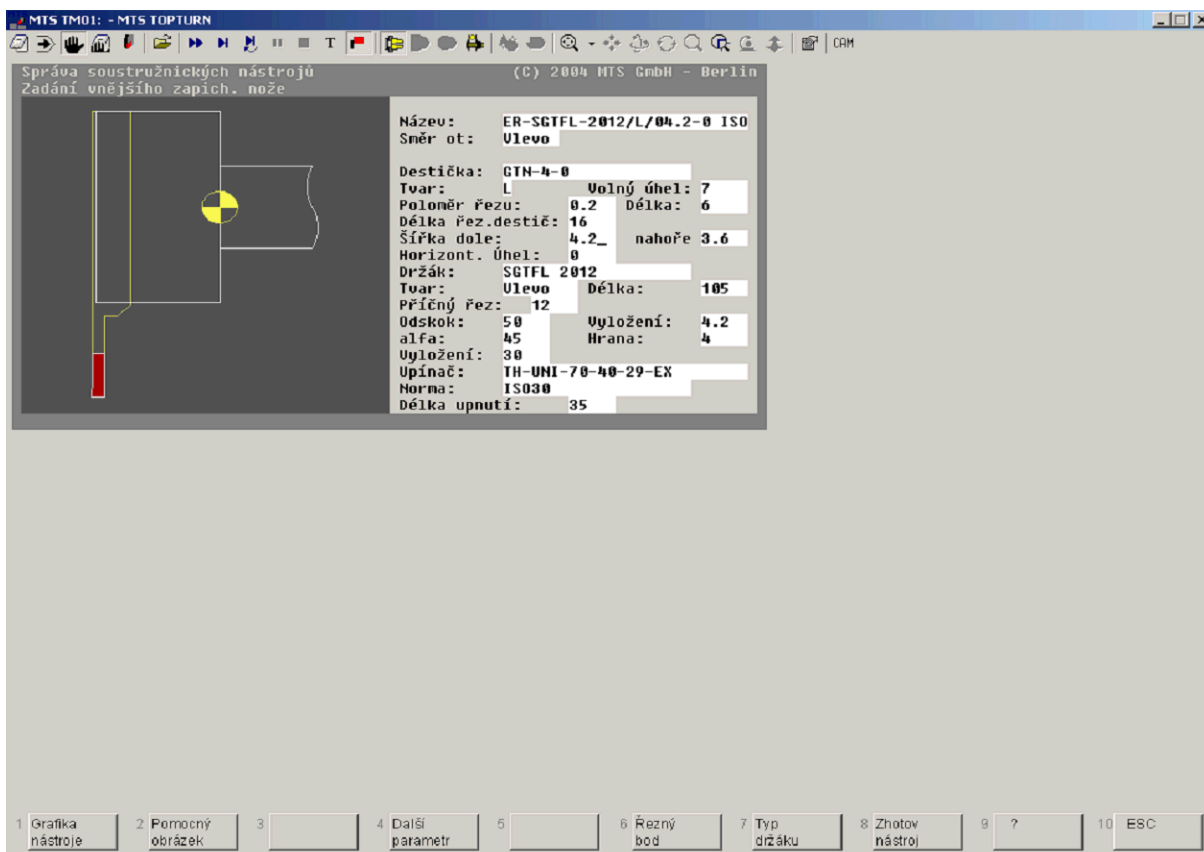 MTS TM01: - MTS TOPTURN
T CAM
Správa soustružnických nástrojů (C) 2004 MTS GmbH - Berlin
Zadání vnějšího zapich. nože
Název: ER-SGTFL-2012/L/04.2-0 ISO
Směr ot: Vlevo
Destička: GTN-4-0
Tvar: L Volný úhel: 7
Poloměr řezu: 0.2 Délka: 6
Délka řez.destič: 16
Šířka dole: 4.2_ nahoře 3.6
Horizont. Úhel: 0
Držák: SGTFL 2012
Tvar: Vlevo Délka: 105
Příčný řez: 12
Odskok: 50 Vyložení: 4.2
alfa: 45 Hrana: 4
Vyložení: 30
Upínač: TH-UNI-70-40-29-EX
Norma: ISO30
Délka upnutí: 35
1 Grafika nástroje 2 Pomocný obrázek 3 4 Další parametr 5 6 Řezný bod 7 Typ držáku 8 Zhotov nástroj 9 ? 10 ESC